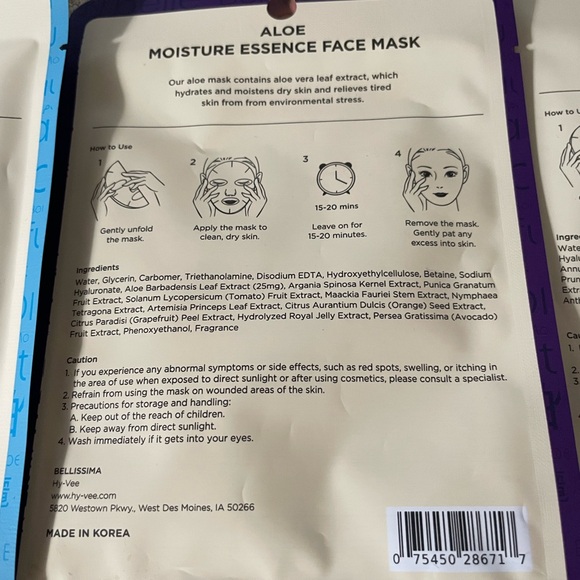 ALOE
MOISTURE ESSENCE FACE MASK
Our aloe mask contains aloe vera leaf extract, which
hydrates and moistens dry skin and relieves tired
skin from from environmental stress.
How to Use
1
2
3
4
15-20 mins
Gently unfold
the mask.
Apply the mask to
clean, dry skin.
Leave on for
15-20 minutes.
Remove the mask.
Gently pat any
excess into skin.
Ingredients
Water, Glycerin, Carbomer, Triethanolamine, Disodium EDTA, Hydroxyethylcellulose, Betaine, Sodium
Hyaluronate, Aloe Barbadensis Leaf Extract (25mg), Argania Spinosa Kernel Extract, Punica Granatum
Fruit Extract, Solanum Lycopersicum (Tomato) Fruit Extract, Maackia Fauriei Stem Extract, Nymphaea
Tetragona Extract, Artemisia Princeps Leaf Extract, Citrus Aurantium Dulcis (Orange) Seed Extract,
Citrus Paradisi (Grapefruit) Peel Extract, Hydrolyzed Royal Jelly Extract, Persea Gratissima (Avocado)
Fruit Extract, Phenoxyethanol, Fragrance
Caution
1. If you experience any abnormal symptoms or side effects, such as red spots, swelling, or itching in
the area of use when exposed to direct sunlight or after using cosmetics, please consult a specialist.
2. Refrain from using the mask on wounded areas of the skin.
3. Precautions for storage and handling:
A. Keep out of the reach of children.
B. Keep away from direct sunlight.
4. Wash immediately if it gets into your eyes.
BELLISSIMA
Hy-Vee
www.hy-vee.com
5820 Westown Pkwy., West Des Moines, IA 50266
MADE IN KOREA
0 75450 28671 7
How to
1